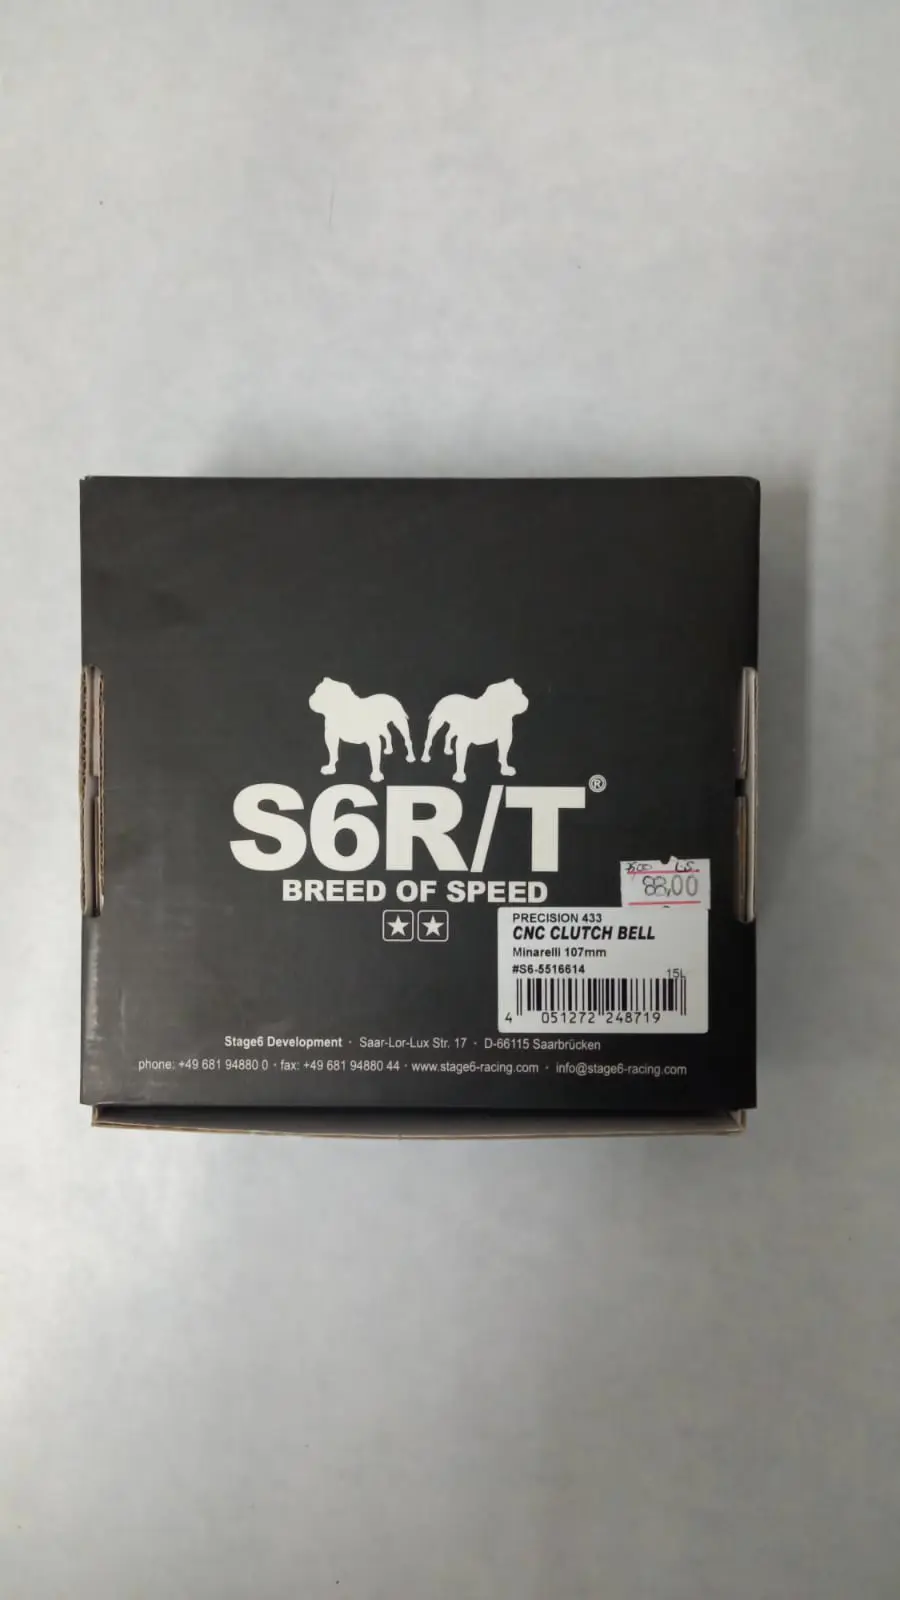 S6R/T®
BREED OF SPEED
88,00
PRECISION 433
CNC CLUTCH BELL
Minarelli 107mm
#S6-5516614
15L
4 051272 248719
Stage6 Development · Saar-Lor-Lux Str. 17 · D-66115 Saarbrücken
phone: +49 681 94880 0 · fax: +49 681 94880 44 · www.stage6-racing.com · info@stage6-racing.com